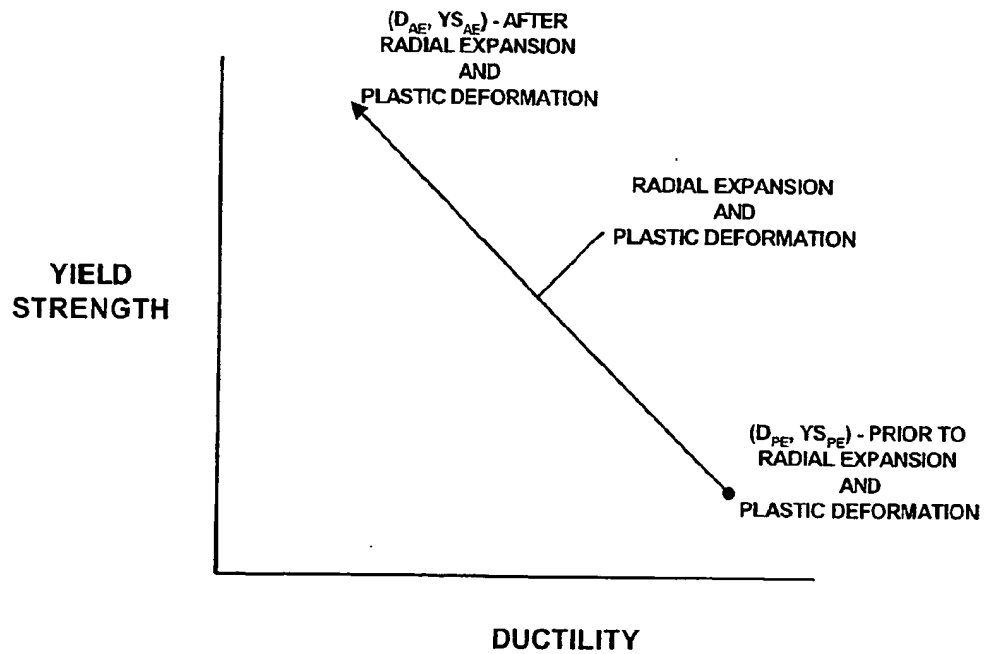 (D_AE, YS_AE) - AFTER
RADIAL EXPANSION
AND
PLASTIC DEFORMATION
RADIAL EXPANSION
AND
PLASTIC DEFORMATION
YIELD
STRENGTH
(D_PE, YS_PE) - PRIOR TO
RADIAL EXPANSION
AND
PLASTIC DEFORMATION
DUCTILITY